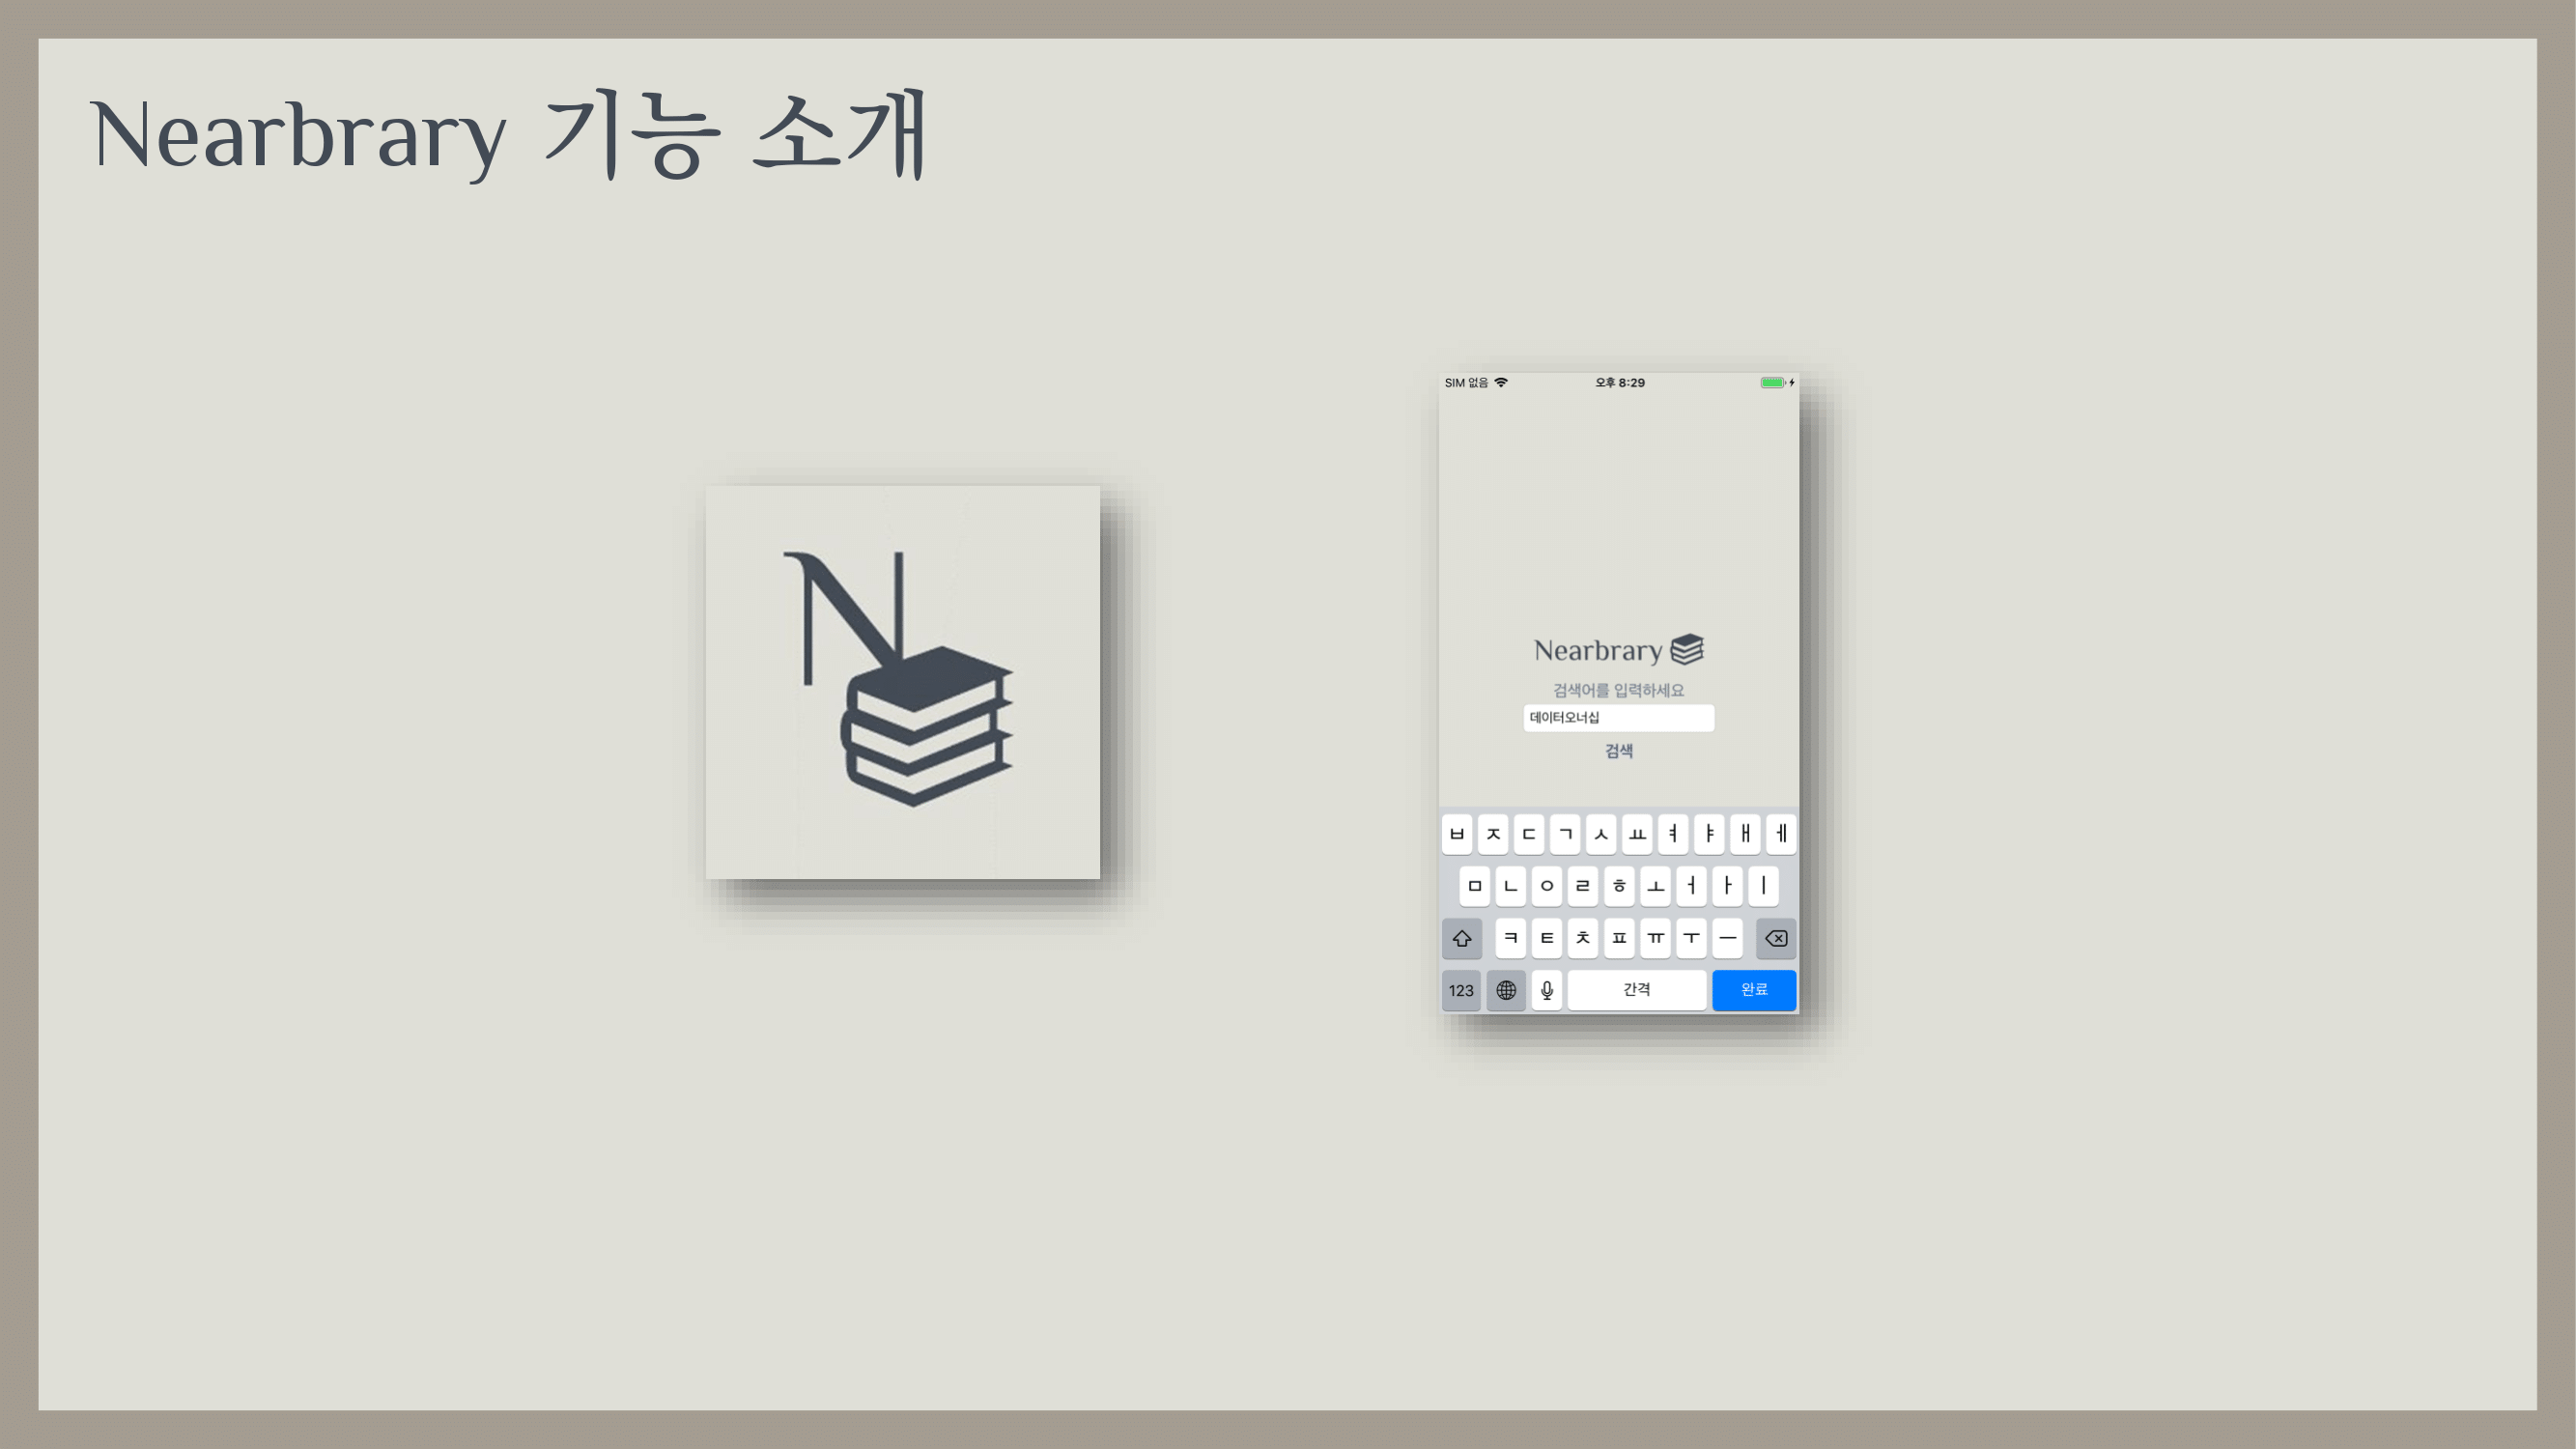 Nearbrary 기능 소개
N
SIM 없음 오후 8:29
Nearbrary
검색어를 입력하세요
데이터오너십
검색
ㅂ ㅈ ㄷ ㄱ ㅅ ㅛ ㅕ ㅑ ㅐ ㅔ
ㅁ ㄴ ㅇ ㄹ ㅎ ㅗ ㅓ ㅏ ㅣ
ㅋ ㅌ ㅊ ㅍ ㅠ ㅜ ㅡ
123 간격 완료